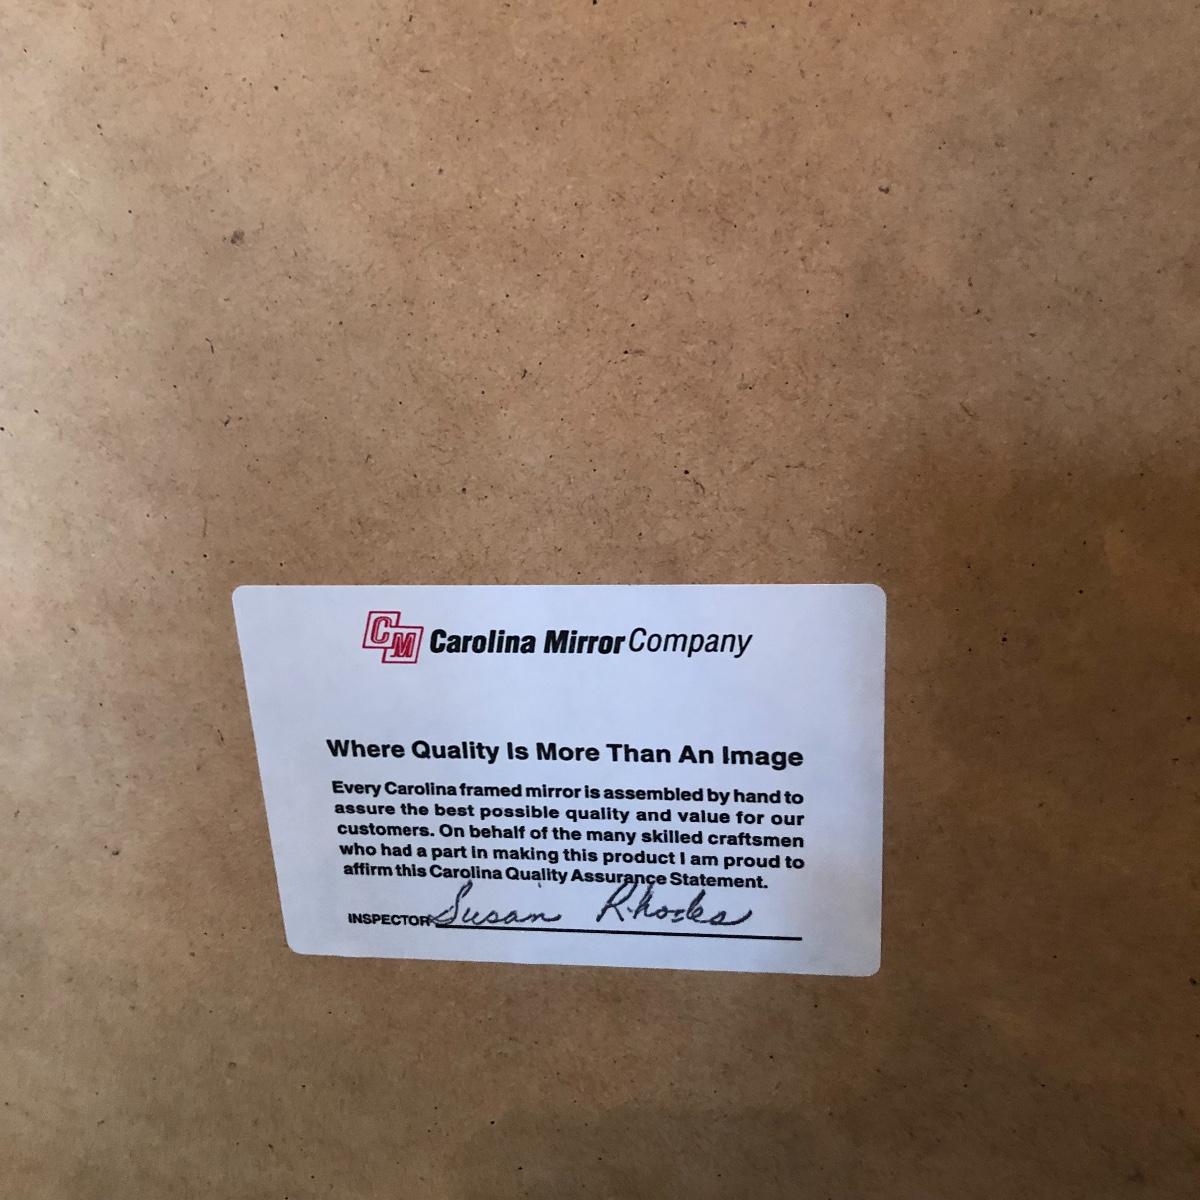 CM Carolina Mirror Company
Where Quality Is More Than An Image
Every Carolina framed mirror is assembled by hand to
assure the best possible quality and value for our
customers. On behalf of the many skilled craftsmen
who had a part in making this product I am proud to
affirm this Carolina Quality Assurance Statement.
INSPECTOR Susan Rhodes